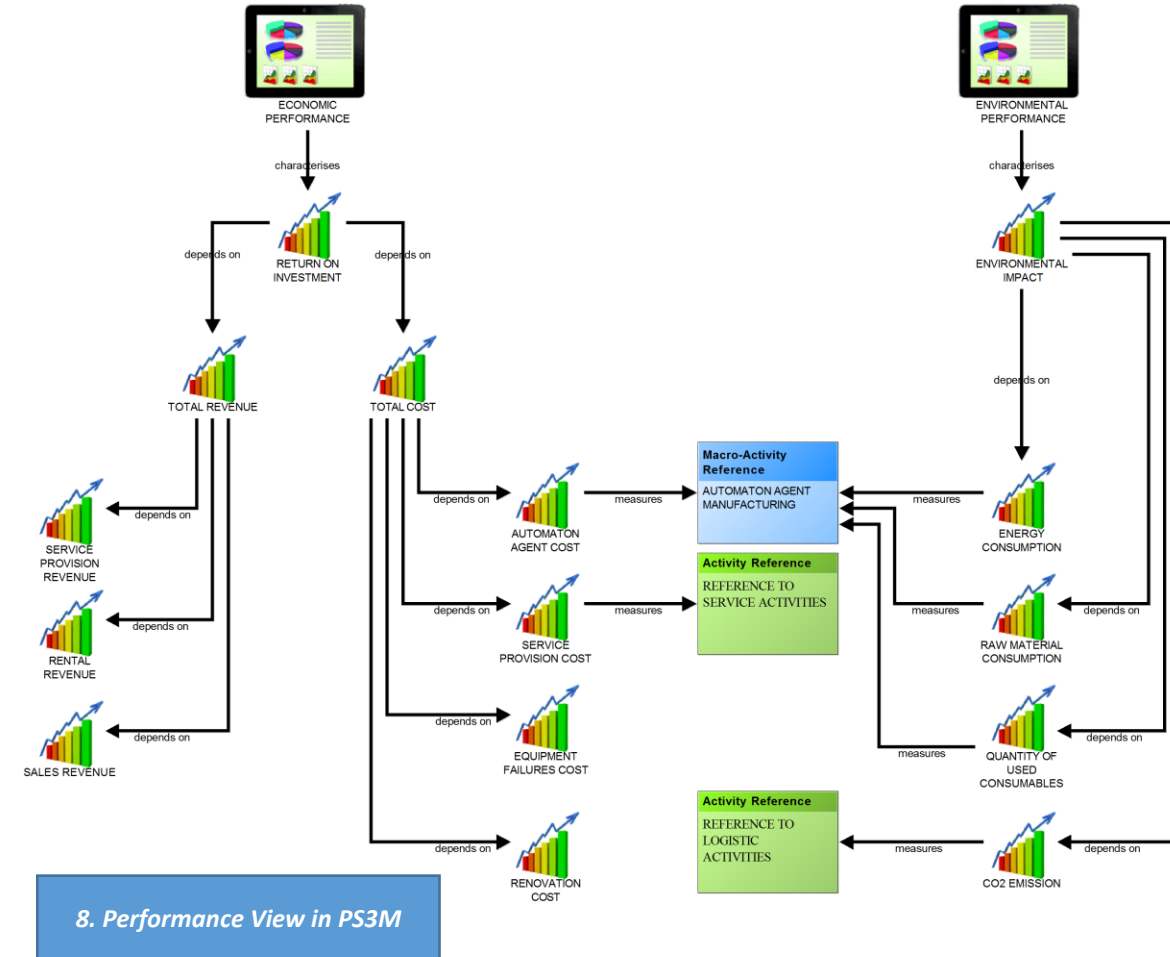 ECONOMIC
PERFORMANCE
ENVIRONMENTAL
PERFORMANCE
characterises
characterises
RETURN ON
INVESTMENT
depends on
depends on
ENVIRONMENTAL
IMPACT
depends on
TOTAL REVENUE
TOTAL COST
Macro-Activity
Reference
AUTOMATON AGENT
MANUFACTURING
depends on
SERVICE
PROVISION
REVENUE
depends on
AUTOMATON
AGENT COST
measures
measures
ENERGY
CONSUMPTION
Activity Reference
REFERENCE TO
SERVICE ACTIVITIES
depends on
RENTAL
REVENUE
depends on
SERVICE
PROVISION COST
measures
measures
RAW MATERIAL
CONSUMPTION
depends on
depends on
SALES REVENUE
depends on
EQUIPMENT
FAILURES COST
measures
QUANTITY OF
USED
CONSUMABLES
depends on
Activity Reference
REFERENCE TO
LOGISTIC
ACTIVITIES
depends on
RENOVATION
COST
measures
CO2 EMISSION
depends on
8. Performance View in PS3M